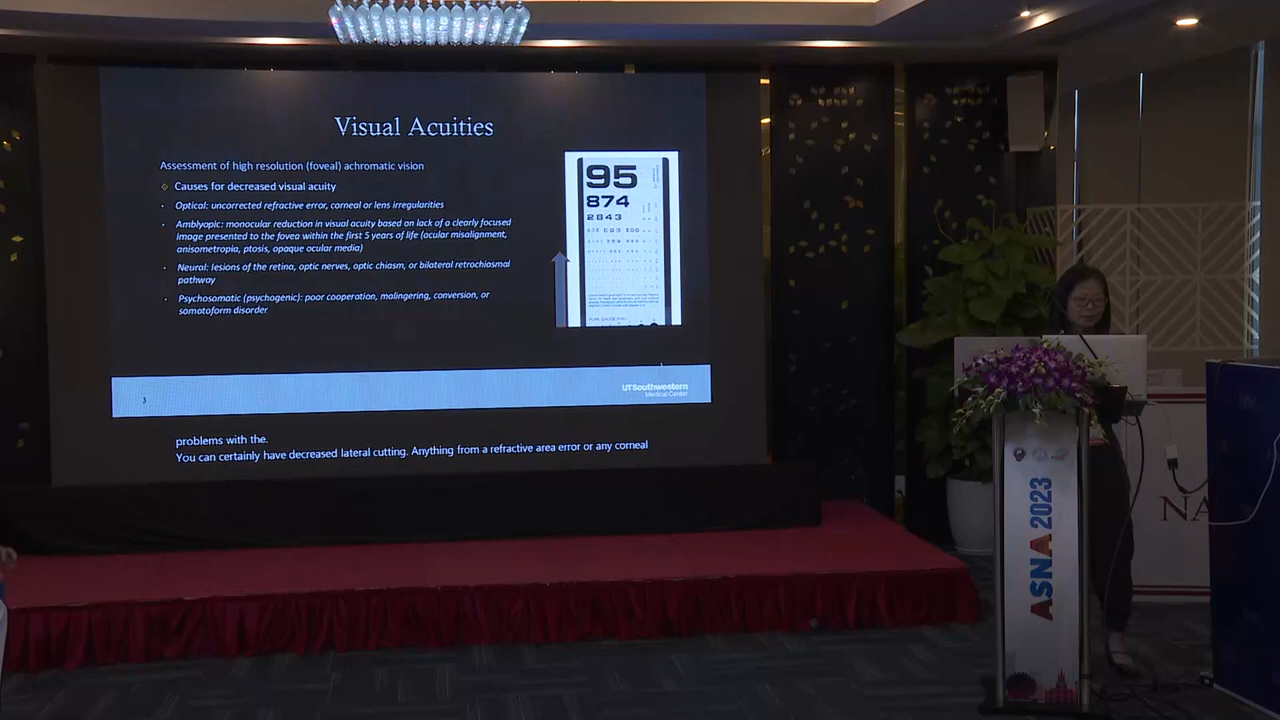 Visual Acuities
Assessment of high resolution (foveal) achromatic vision
Causes for decreased visual acuity
Optical: uncorrected refractive error, corneal or lens irregularities
Amblyopic: monocular reduction in visual acuity based on lack of a clearly focused
image presented to the fovea within the first 5 years of life (ocular misalignment,
anisometropia, ptosis, opaque ocular media)
Neural: lesions of the retina, optic nerves, optic chiasm, or bilateral retrochiasmal
pathway
Psychosomatic (psychogenic): poor cooperation, malingering, conversion, or
somatoform disorder
95
874
2843
3
UTSouthwestern
Medical Center
problems with the.
You can certainly have decreased lateral cutting. Anything from a refractive area error or any corneal
ASNA 2023
NA